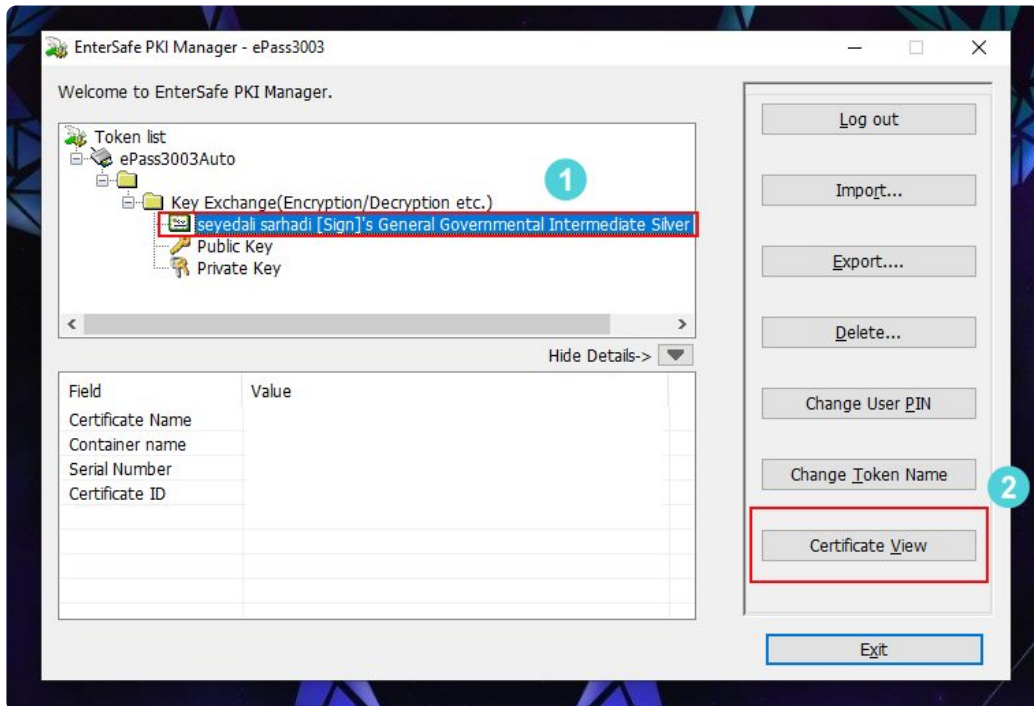 EnterSafe PKI Manager - ePass3003
Welcome to EnterSafe PKI Manager.
Token list
ePass3003Auto
1
Key Exchange(Encryption/Decryption etc.)
seyedali sarhadi [Sign]'s General Governmental Intermediate Silver
Public Key
Private Key
Hide Details->
Field Value
Certificate Name
Container name
Serial Number
Certificate ID
Log out
Import...
Export....
Delete...
Change User PIN
Change Token Name
2
Certificate View
Exit